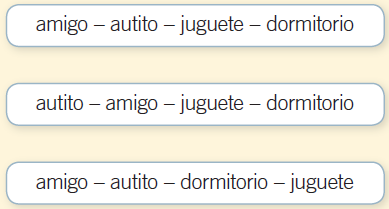 amigo – autito – juguete – dormitorio
autito – amigo – juguete – dormitorio
amigo – autito – dormitorio – juguete